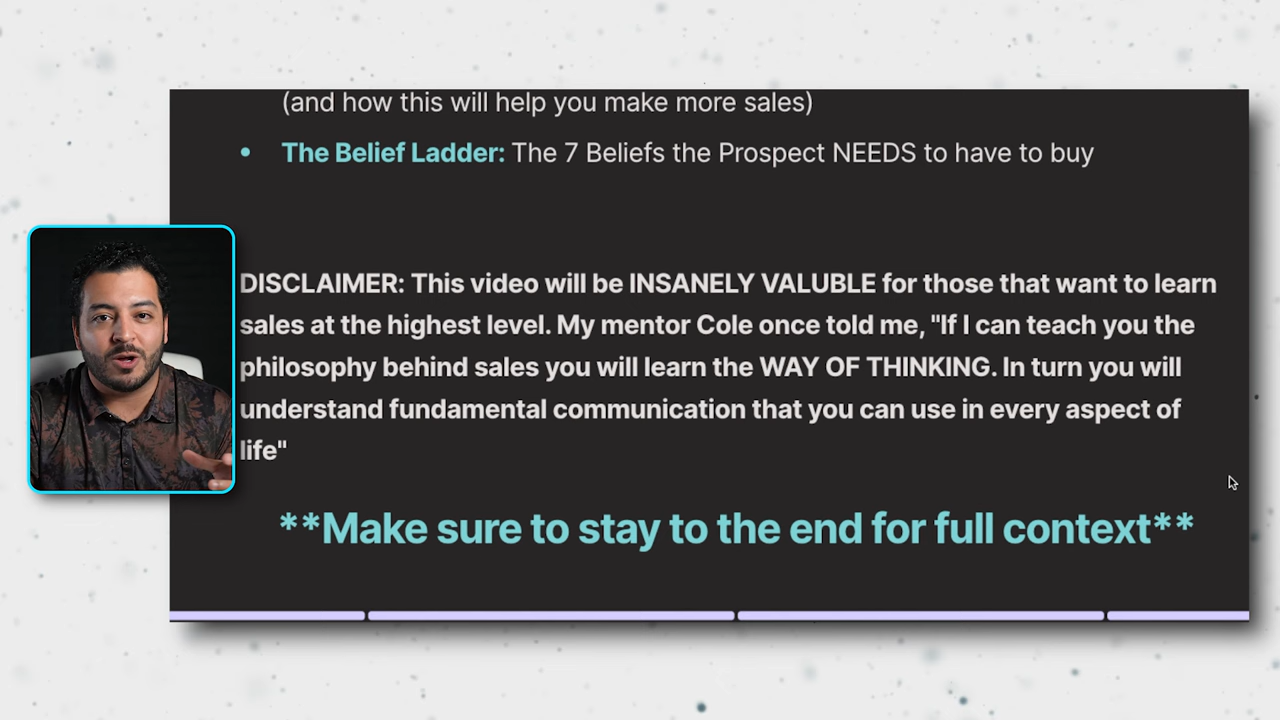 (and how this will help you make more sales)
• The Belief Ladder: The 7 Beliefs the Prospect NEEDS to have to buy
DISCLAIMER: This video will be INSANELY VALUBLE for those that want to learn
sales at the highest level. My mentor Cole once told me, "If I can teach you the
philosophy behind sales you will learn the WAY OF THINKING. In turn you will
understand fundamental communication that you can use in every aspect of
life"
**Make sure to stay to the end for full context**